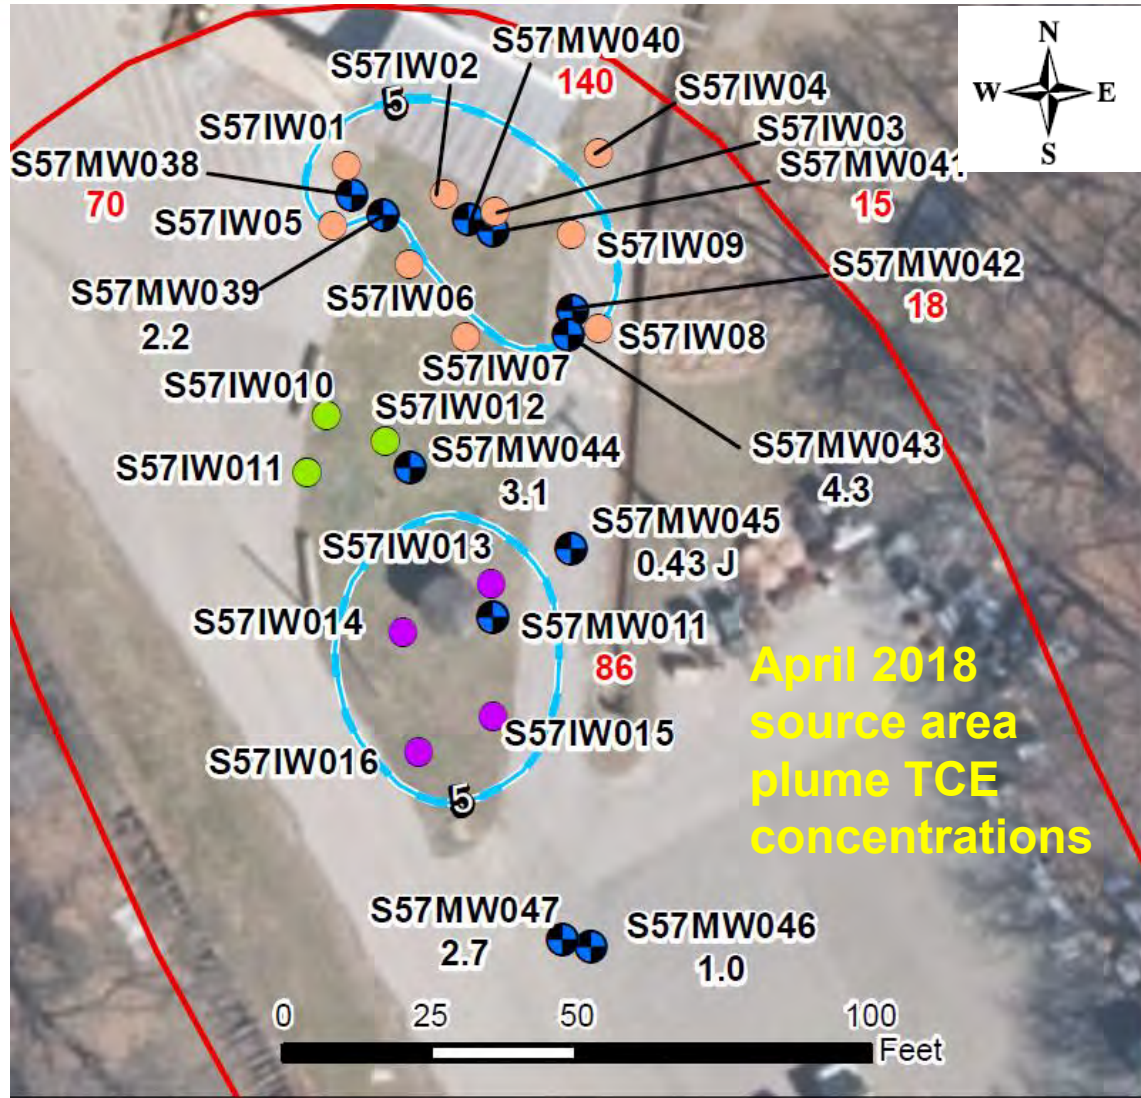 S57MW040
140
N
W
E
S
S57IW02
S57IW04
5
S57IW01
S57IW03
S57MW038
70
S57MW041
15
S57IW05
S57IW09
S57MW042
18
S57MW039
2.2
S57IW06
S57IW08
S57IW07
S57IW010
S57IW012
S57IW011
S57MW044
3.1
S57MW043
4.3
S57MW045
0.43 J
S57IW013
S57IW014
S57MW011
86
April 2018
source area
plume TCE
concentrations
S57IW015
S57IW016
5
S57MW047
2.7
S57MW046
1.0
0
25
50
100
Feet